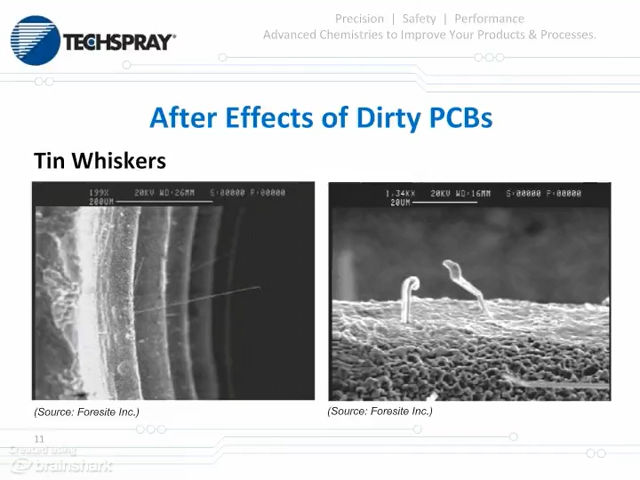 Precision | Safety | Performance
TECHSPRAY®
Advanced Chemistries to Improve Your Products & Processes.
After Effects of Dirty PCBs
Tin Whiskers
199X 20KV WD:26MM S:00000 P:00000
200UM
1.34KX 20KV WD:16MM S:00000 P:00000
20UM
(Source: Foresite Inc.)
(Source: Foresite Inc.)
11
Created using
brainshark